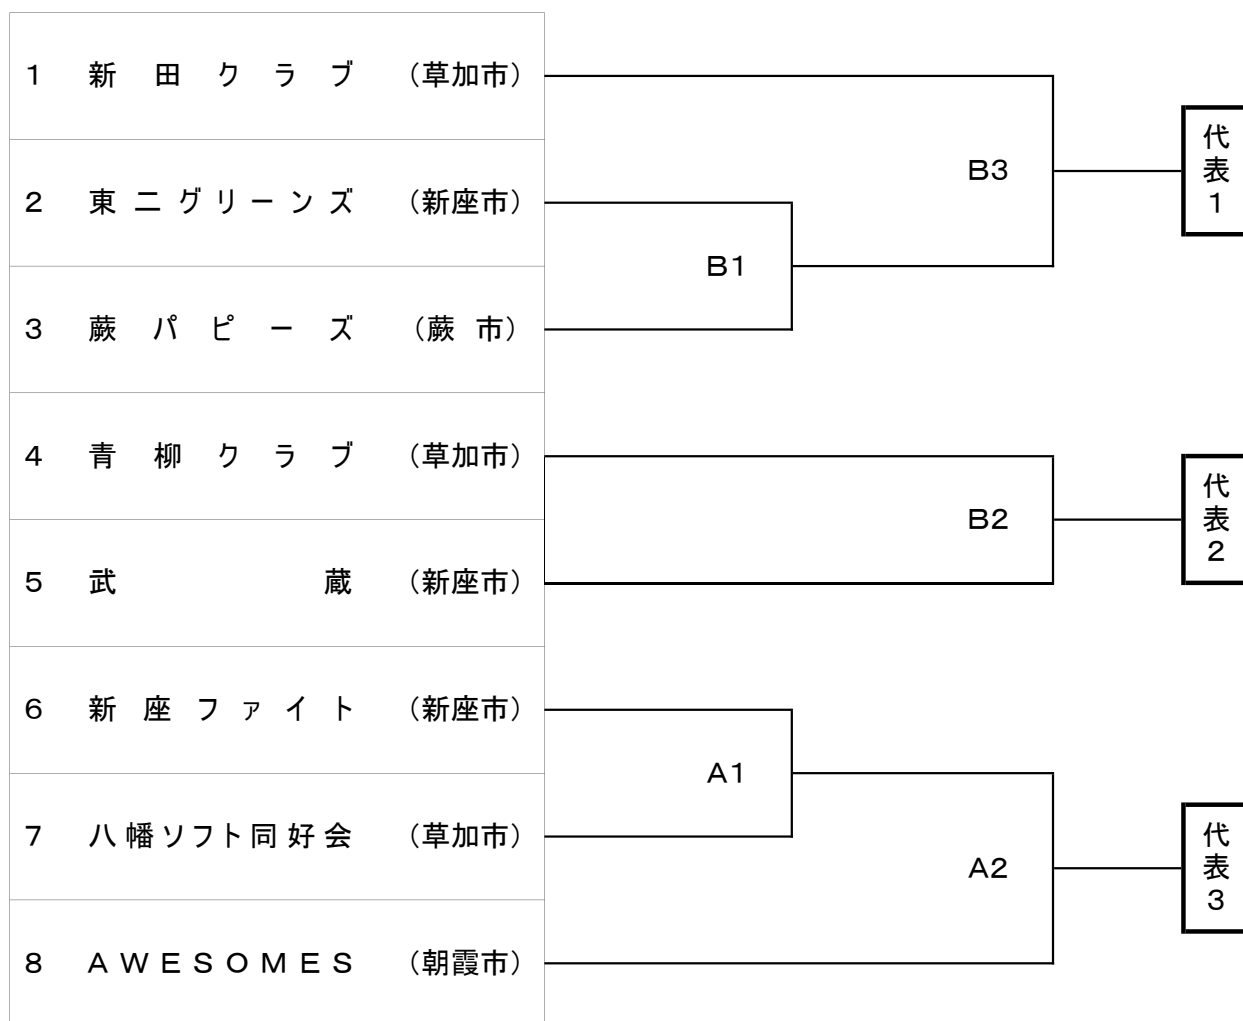 1 新田クラブ （草加市）
B3
代表1
2 東二グリーンズ （新座市）
B1
3 蕨パピーズ （蕨 市）
4 青柳クラブ （草加市）
B2
代表2
5 武蔵 （新座市）
6 新座ファイト （新座市）
A1
7 八幡ソフト同好会 （草加市）
A2
代表3
8 AWESOMES （朝霞市）